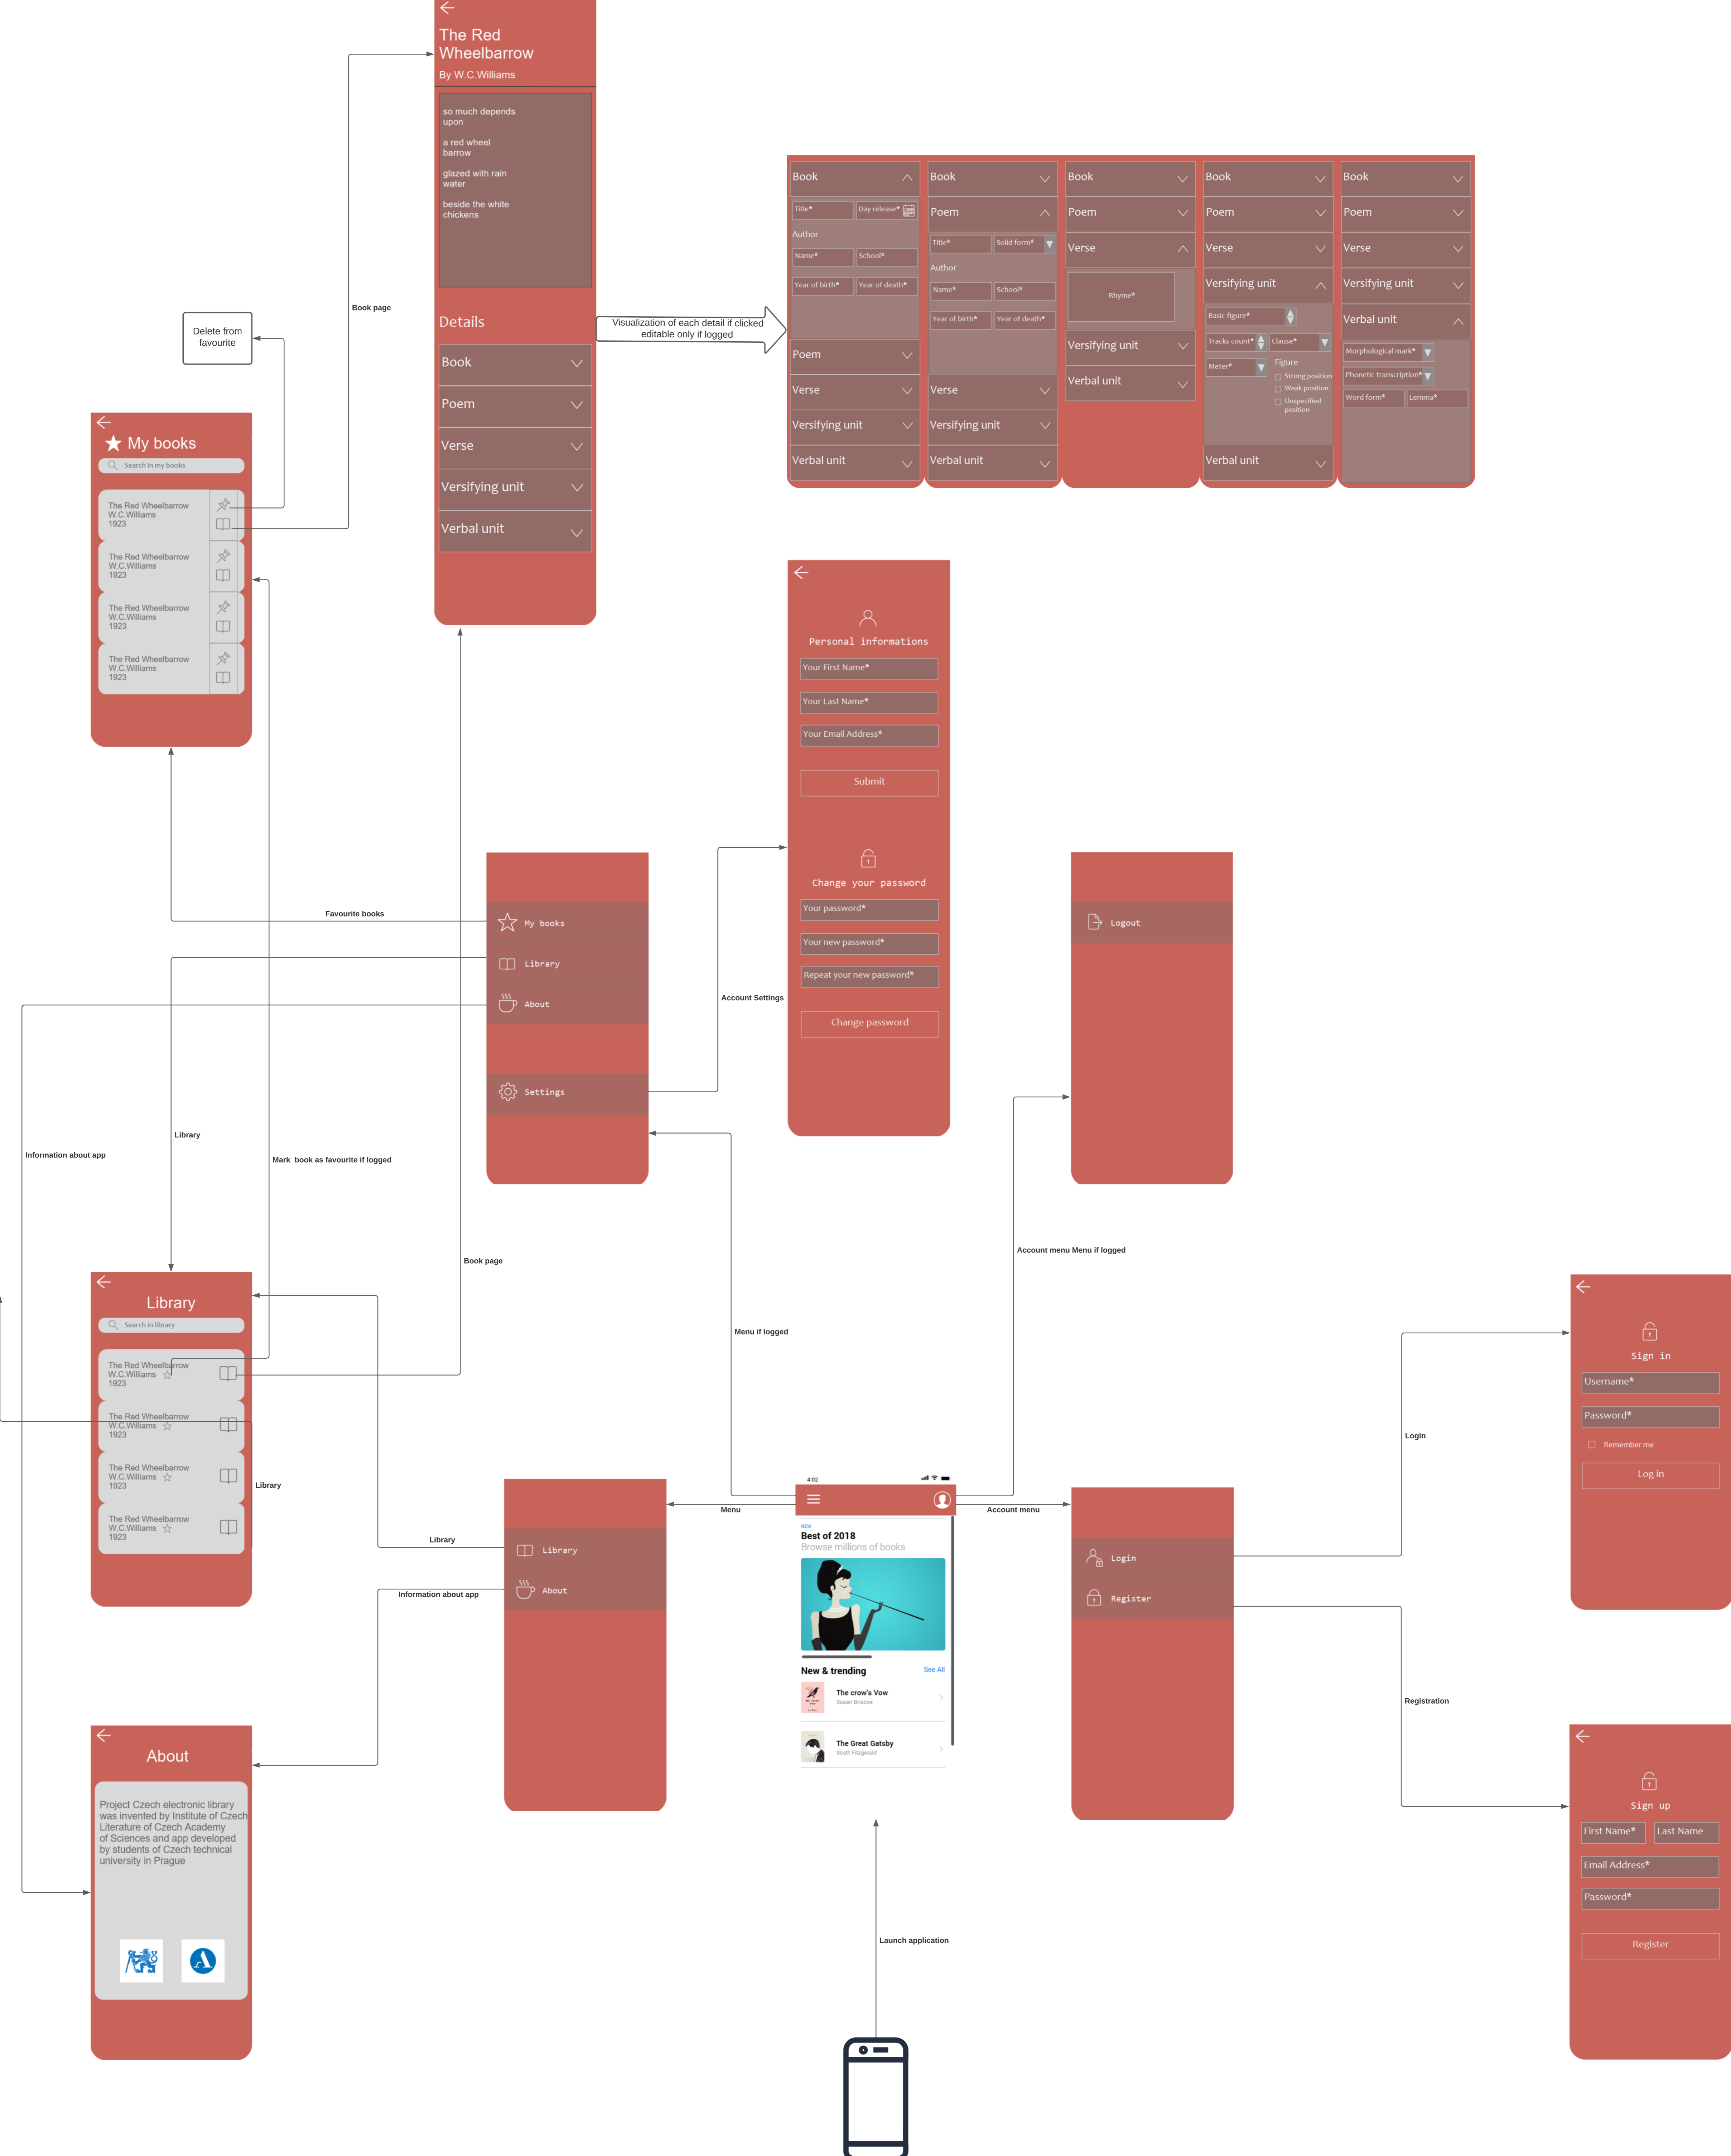 The Red
Wheelbarrow
By W.C.Williams
so much depends
upon
a red wheel
barrow
glazed with rain
water
beside the white
chickens
Details
Book
Poem
Verse
Versifying unit
Verbal unit
Book page
Delete from
favourite
Visualization of each detail if clicked
editable only if logged
Book
Title*
Day release*
Author
Name*
School*
Year of birth*
Year of death*
Poem
Verse
Versifying unit
Verbal unit
Book
Poem
Title*
Solid form*
Author
Name*
School*
Year of birth*
Year of death*
Verse
Versifying unit
Verbal unit
Book
Poem
Verse
Rhyme*
Versifying unit
Verbal unit
Book
Poem
Verse
Versifying unit
Basic figure*
Tracks count*
Clause*
Meter*
Figure
Strong position
Weak position
Unspecified
position
Verbal unit
Book
Poem
Verse
Versifying unit
Verbal unit
Morphological mark*
Phonetic transcription*
Word form*
Lemma*
My books
Search in my books
The Red Wheelbarrow
W.C.Williams
1923
The Red Wheelbarrow
W.C.Williams
1923
The Red Wheelbarrow
W.C.Williams
1923
The Red Wheelbarrow
W.C.Williams
1923
Personal informations
Your First Name*
Your Last Name*
Your Email Address*
Submit
Change your password
Your password*
Your new password*
Repeat your new password*
Change password
Favourite books
My books
Library
About
Settings
Account Settings
Logout
Library
Information about app
Mark book as favourite if logged
Book page
Account menu Menu if logged
Menu if logged
Library
Search in library
The Red Wheelbarrow
W.C.Williams
1923
The Red Wheelbarrow
W.C.Williams
1923
The Red Wheelbarrow
W.C.Williams
1923
The Red Wheelbarrow
W.C.Williams
1923
Library
Library
Information about app
Library
About
Menu
4:02
NEW
Best of 2018
Browse millions of books
New & trending
See All
The crow's Vow
Susan Briscoe
The Great Gatsby
Scott Fitzgerald
Account menu
Login
Register
Login
Registration
Sign in
Username*
Password*
Remember me
Log in
Sign up
First Name*
Last Name
Email Address*
Password*
Register
About
Project Czech electronic library
was invented by Institute of Czech
Literature of Czech Academy
of Sciences and app developed
by students of Czech technical
university in Prague
Launch application